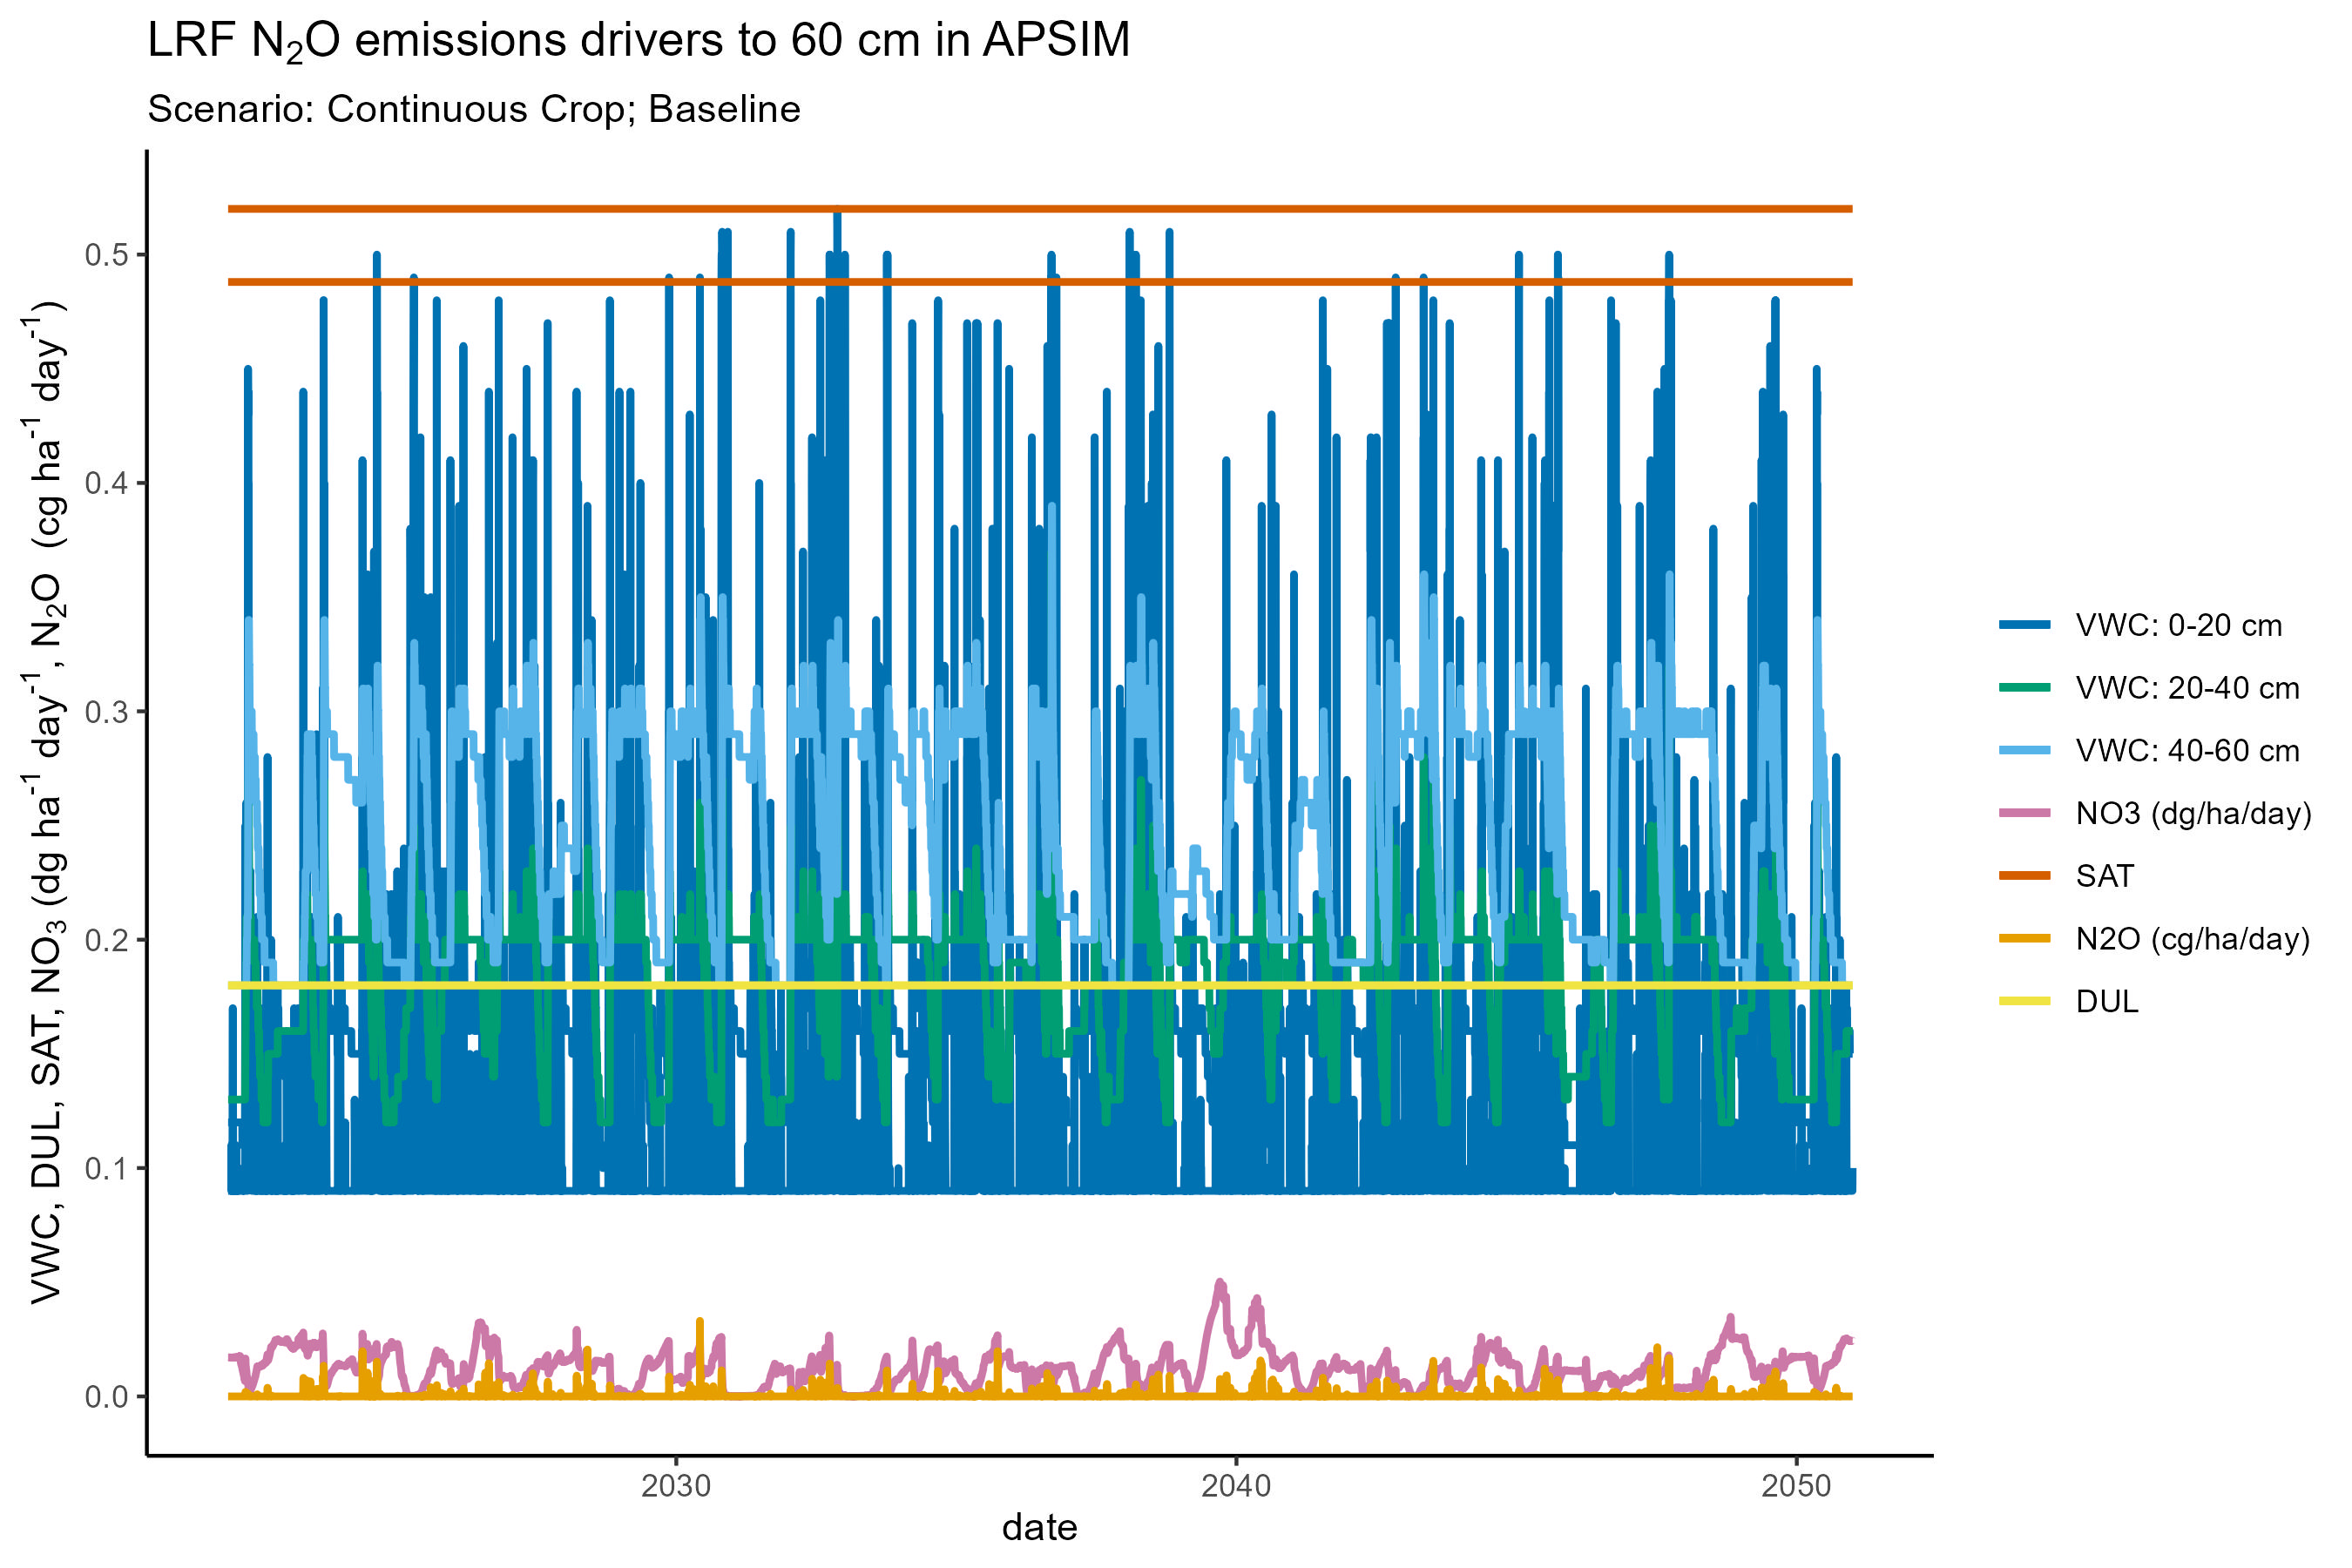 LRF N₂O emissions drivers to 60 cm in APSIM
Scenario: Continuous Crop; Baseline
VWC, DUL, SAT, NO₃ (dg ha⁻¹ day⁻¹, N₂O (cg ha⁻¹ day⁻¹)
0.5
0.4
0.3
0.2
0.1
0.0
2030 2040 2050
date
VWC: 0-20 cm
VWC: 20-40 cm
VWC: 40-60 cm
NO3 (dg/ha/day)
SAT
N2O (cg/ha/day)
DUL